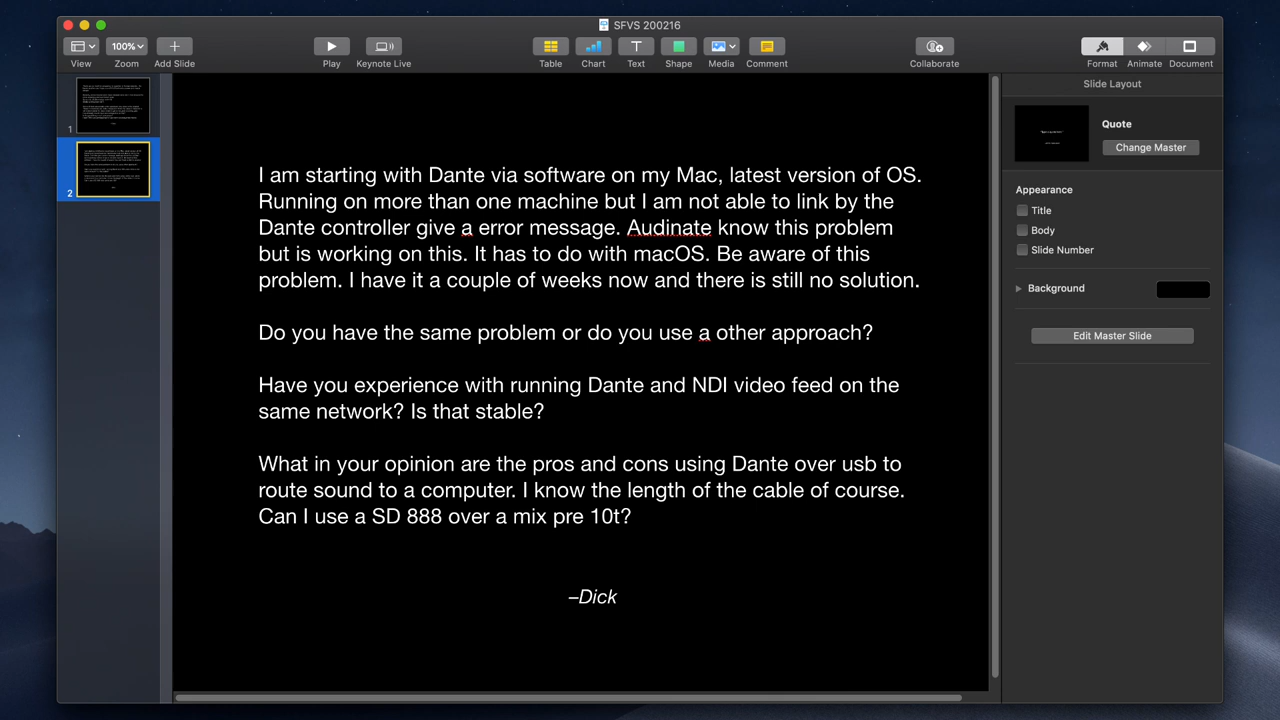 SFVS 200216
100%
View
Zoom
Add Slide
Play
Keynote Live
Table
Chart
Text
Shape
Media
Comment
Collaborate
Format
Animate
Document
1
2
I am starting with Dante via software on my Mac, latest version of OS.
Running on more than one machine but I am not able to link by the
Dante controller give a error message. Audinate know this problem
but is working on this. It has to do with macOS. Be aware of this
problem. I have it a couple of weeks now and there is still no solution.
Do you have the same problem or do you use a other approach?
Have you experience with running Dante and NDI video feed on the
same network? Is that stable?
What in your opinion are the pros and cons using Dante over usb to
route sound to a computer. I know the length of the cable of course.
Can I use a SD 888 over a mix pre 10t?
–Dick
Slide Layout
Quote
Change Master
Appearance
Title
Body
Slide Number
Background
Edit Master Slide